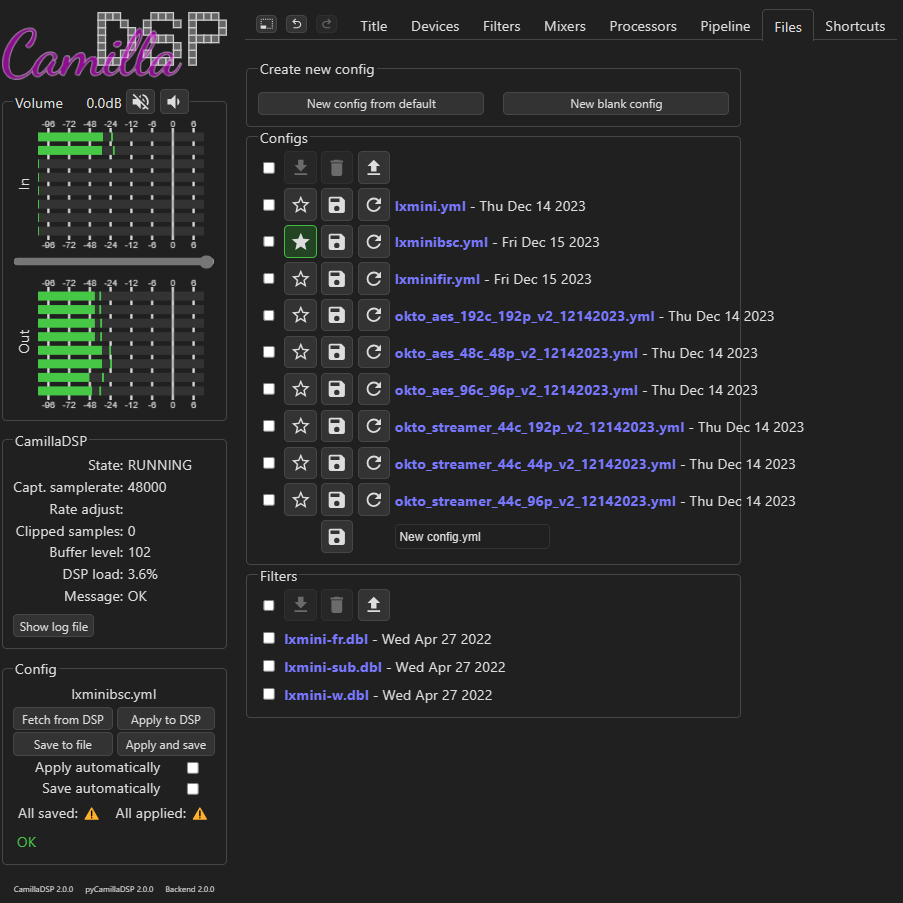 Camilla DSP
Title Devices Filters Mixers Processors Pipeline Files Shortcuts
Volume 0.0dB
-96 -72 -48 -24 -12 -6 0 6
In
-96 -72 -48 -24 -12 -6 0 6
-96 -72 -48 -24 -12 -6 0 6
Out
-96 -72 -48 -24 -12 -6 0 6
CamillaDSP
State: RUNNING
Capt. samplerate: 48000
Rate adjust:
Clipped samples: 0
Buffer level: 102
DSP load: 3.6%
Message: OK
Show log file
Config
lxminibsc.yml
Fetch from DSP Apply to DSP
Save to file Apply and save
Apply automatically
Save automatically
All saved: All applied:
OK
CamillaDSP 2.0.0 pyCamillaDSP 2.0.0 Backend 2.0.0
Create new config
New config from default New blank config
Configs
lxmini.yml - Thu Dec 14 2023
lxminibsc.yml - Fri Dec 15 2023
lxminifir.yml - Fri Dec 15 2023
okto_aes_192c_192p_v2_12142023.yml - Thu Dec 14 2023
okto_aes_48c_48p_v2_12142023.yml - Thu Dec 14 2023
okto_aes_96c_96p_v2_12142023.yml - Thu Dec 14 2023
okto_streamer_44c_192p_v2_12142023.yml - Thu Dec 14 2023
okto_streamer_44c_44p_v2_12142023.yml - Thu Dec 14 2023
okto_streamer_44c_96p_v2_12142023.yml - Thu Dec 14 2023
New config.yml
Filters
lxmini-fr.dbl - Wed Apr 27 2022
lxmini-sub.dbl - Wed Apr 27 2022
lxmini-w.dbl - Wed Apr 27 2022